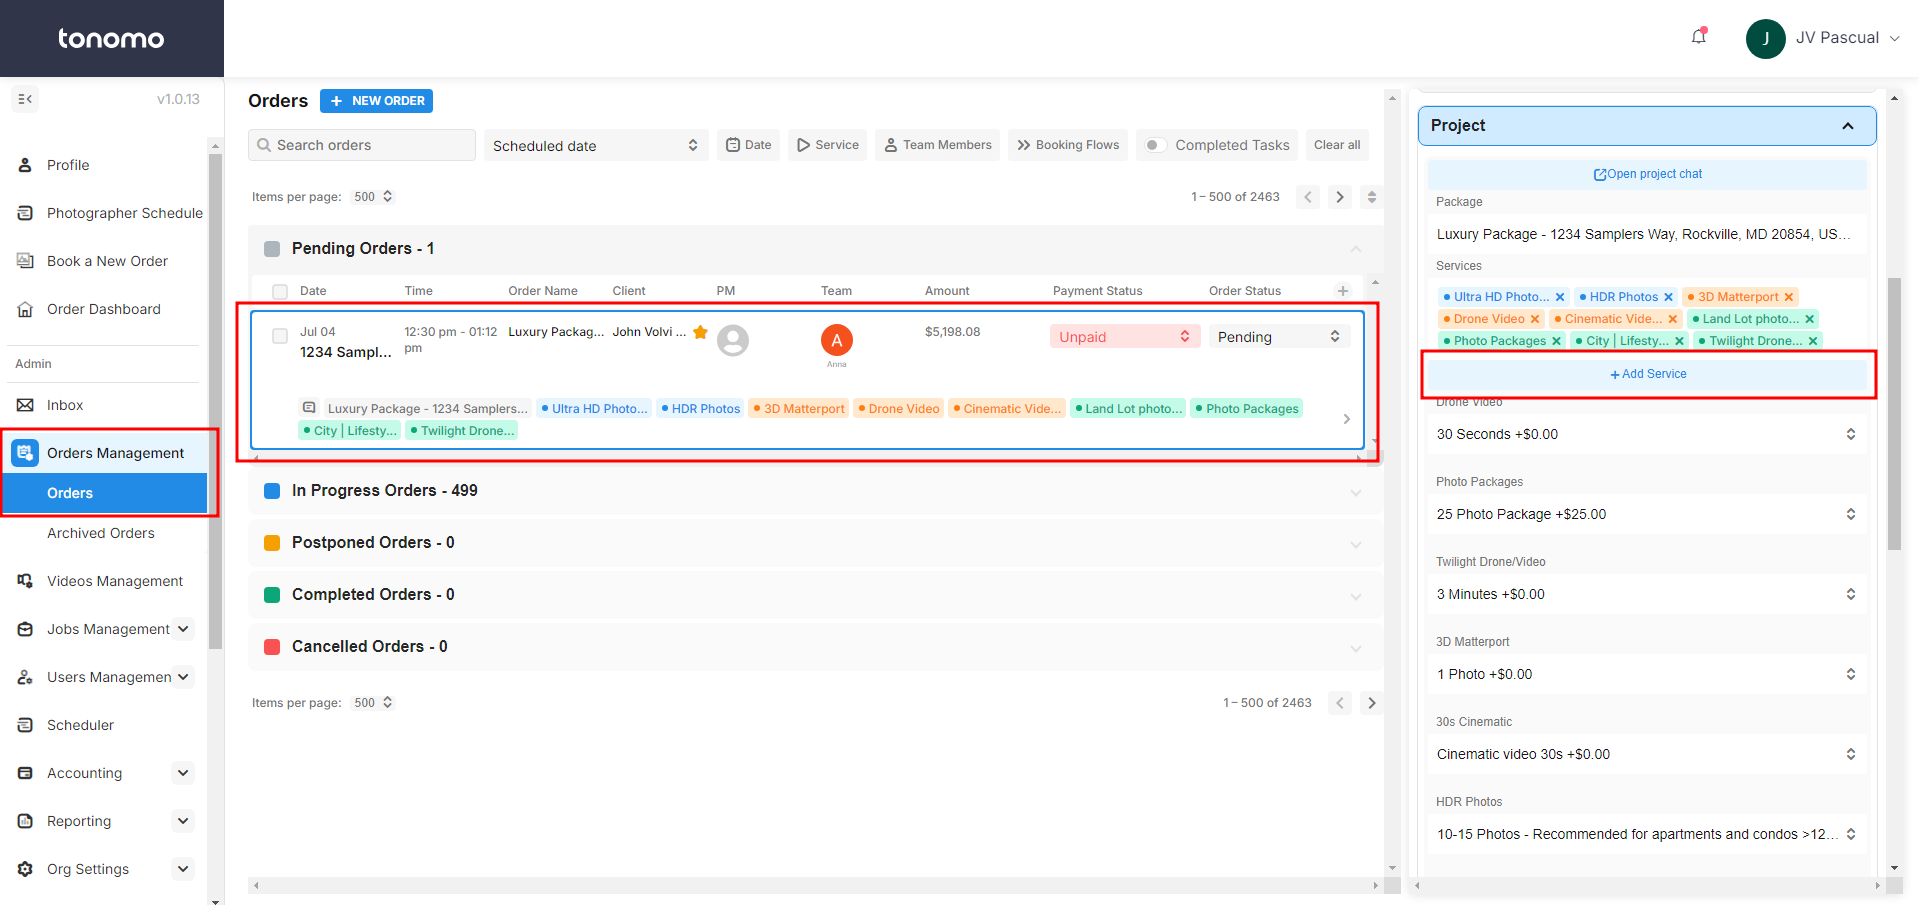 tonomo
J JV Pascual
v1.0.13
Profile
Photographer Schedule
Book a New Order
Order Dashboard
Admin
Inbox
Orders Management
Orders
Archived Orders
Videos Management
Jobs Management
Users Managemen
Scheduler
Accounting
Reporting
Org Settings
Orders
+ NEW ORDER
Search orders
Scheduled date
Date
Service
Team Members
Booking Flows
Completed Tasks
Clear all
Items per page: 500
1 – 500 of 2463
Pending Orders - 1
Date Time Order Name Client PM Team Amount Payment Status Order Status +
Jul 04
1234 Sampl...
12:30 pm - 01:12
pm
Luxury Packag...
John Volvi ...
A
Anna
$5,198.08
Unpaid
Pending
Luxury Package - 1234 Samplers... Ultra HD Photo... HDR Photos 3D Matterport Drone Video Cinematic Vide... Land Lot photo... Photo Packages
City | Lifesty... Twilight Drone...
In Progress Orders - 499
Postponed Orders - 0
Completed Orders - 0
Cancelled Orders - 0
Items per page: 500
1 – 500 of 2463
Project
Open project chat
Package
Luxury Package - 1234 Samplers Way, Rockville, MD 20854, US...
Services
Ultra HD Photo... × HDR Photos × 3D Matterport ×
Drone Video × Cinematic Vide... × Land Lot photo... ×
Photo Packages × City | Lifesty... × Twilight Drone... ×
+ Add Service
Drone Video
30 Seconds +$0.00
Photo Packages
25 Photo Package +$25.00
Twilight Drone/Video
3 Minutes +$0.00
3D Matterport
1 Photo +$0.00
30s Cinematic
Cinematic video 30s +$0.00
HDR Photos
10-15 Photos - Recommended for apartments and condos >12...